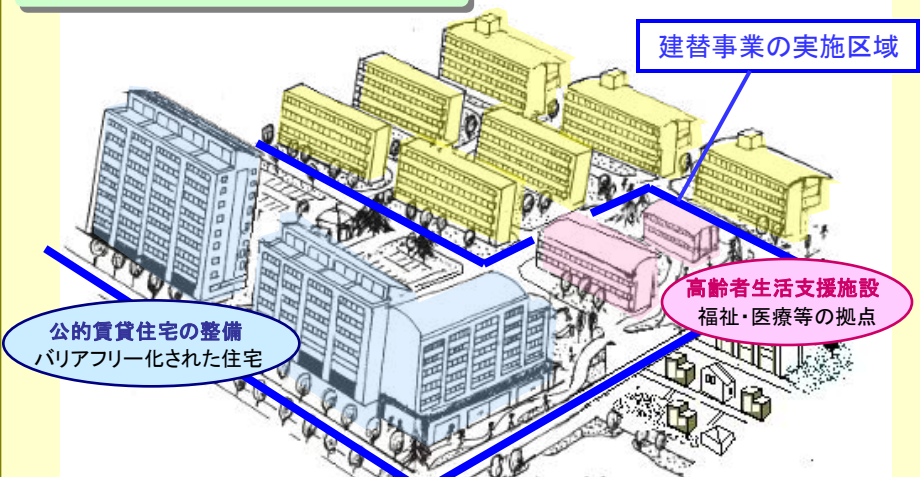 建替事業の実施区域
高齢者生活支援施設
福祉・医療等の拠点
公的賃貸住宅の整備
バリアフリー化された住宅